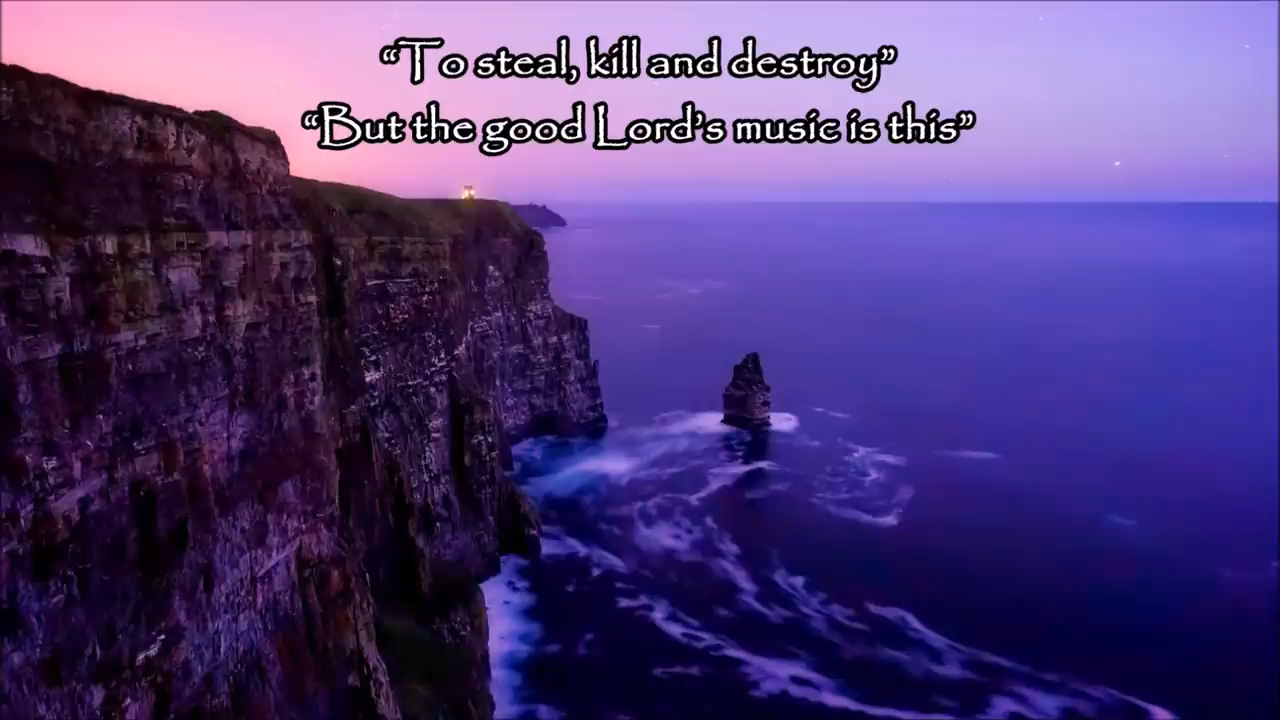 “To steal, kill and destroy”
“But the good Lord’s music is this”